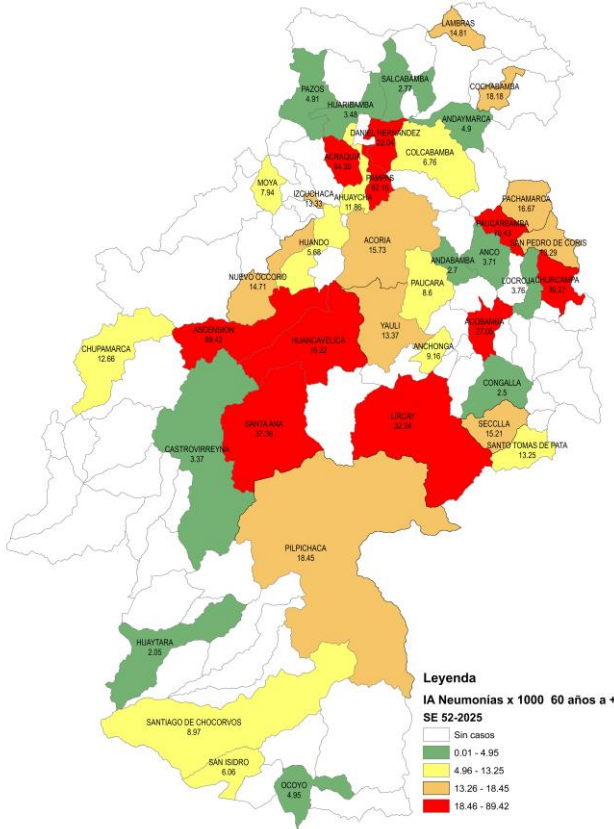 LAMBRAS
14.81
SALCABAMBA
2.77
COCHABAMBA
18.18
PAZOS
4.91
HUARIBAMBA
3.48
ANDAYMARCA
4.9
DANIEL HERNANDEZ
22.04
ACRAQUIA
COLCABAMBA
6.76
MOYA
7.94
PAMPAS
IZCUCHACA
13.33
AHUAYCHA
11.86
PACHAMARCA
16.67
PAUCARBAMBA
HUANDO
5.68
ACORIA
15.73
SAN PEDRO DE CORIS
ANDABAMBA
2.7
ANCO
3.71
NUEVO OCCORO
14.71
LOCROJA
3.76
CHURCAMPA
PAUCARA
8.6
ASCENSION
89.42
HUANCAVELICA
19.22
YAULI
13.37
ACOBAMBA
CHUPAMARCA
12.66
ANCHONGA
9.16
CONGALLA
2.5
SANTA ANA
LIRCAY
32.24
SECCLLA
15.21
CASTROVIRREYNA
3.37
SANTO TOMAS DE PATA
13.25
PILPICHACA
18.45
HUAYTARA
2.05
SANTIAGO DE CHOCORVOS
8.97
SAN ISIDRO
6.06
OCOYO
4.95
Leyenda
IA Neumonías x 1000 60 años a +
SE 52-2025
Sin casos
0.01 - 4.95
4.96 - 13.25
13.26 - 18.45
18.46 - 89.42